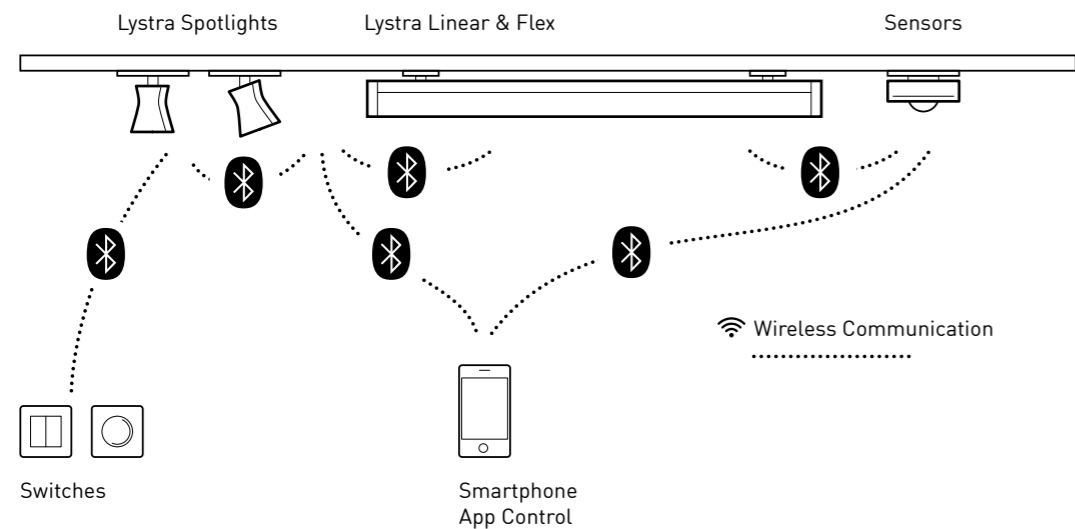 Lystra Spotlights
Lystra Linear & Flex
Sensors
Wireless Communication
Switches
Smartphone
App Control